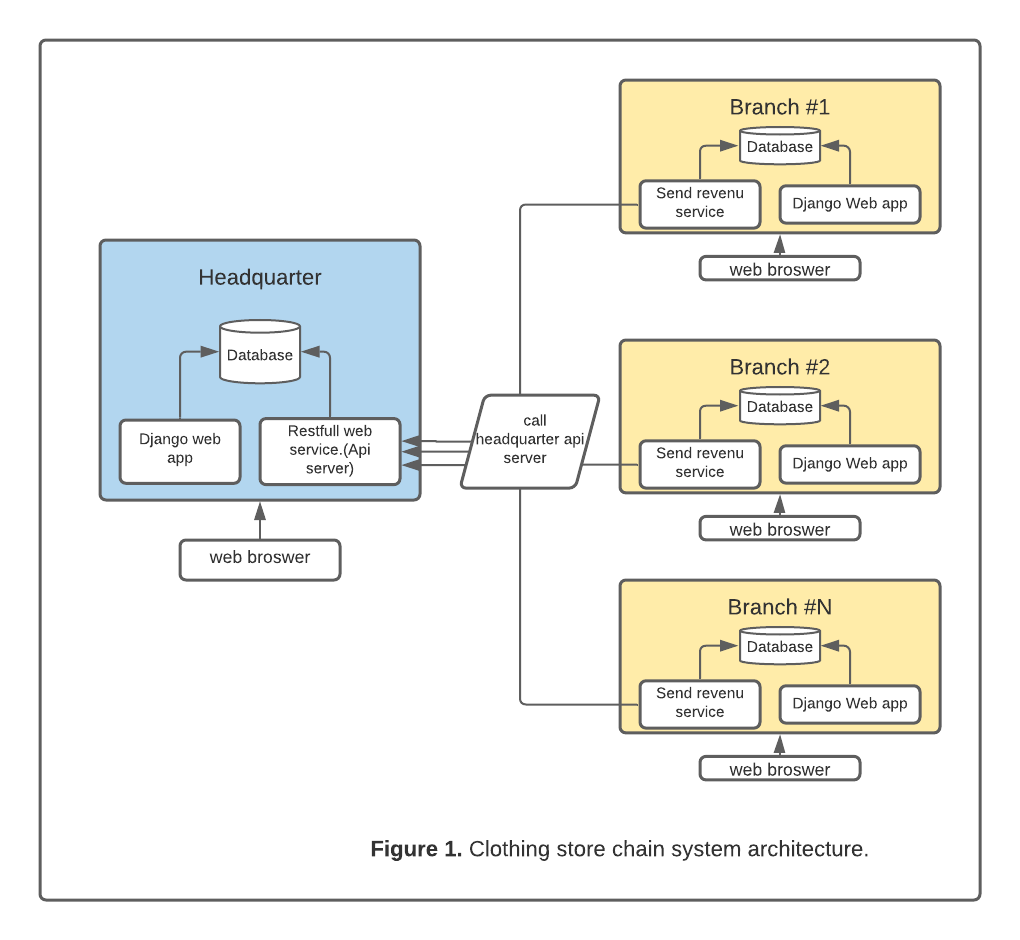 Branch #1
Database
Send revenu
service
Django Web app
web broswer
Headquarter
Database
Django web
app
Restfull web
service.(Api
server)
web broswer
call
headquarter api
server
Branch #2
Database
Send revenu
service
Django Web app
web broswer
Branch #N
Database
Send revenu
service
Django Web app
web broswer
Figure 1. Clothing store chain system architecture.